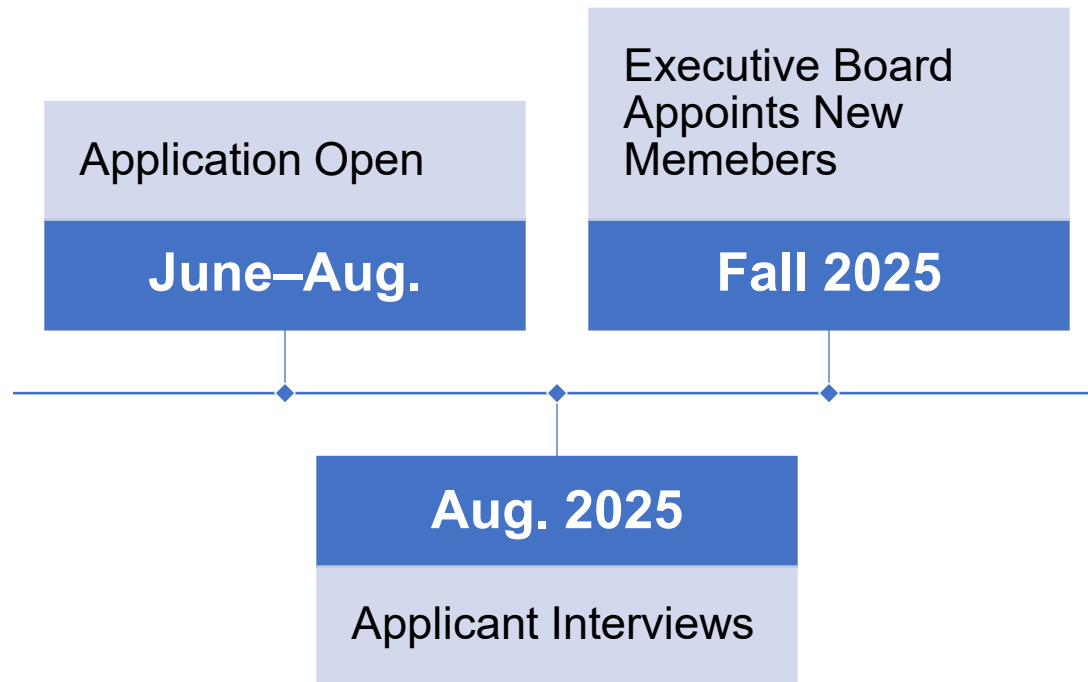 Application Open
June–Aug.
Aug. 2025
Applicant Interviews
Executive Board
Appoints New
Memebers
Fall 2025